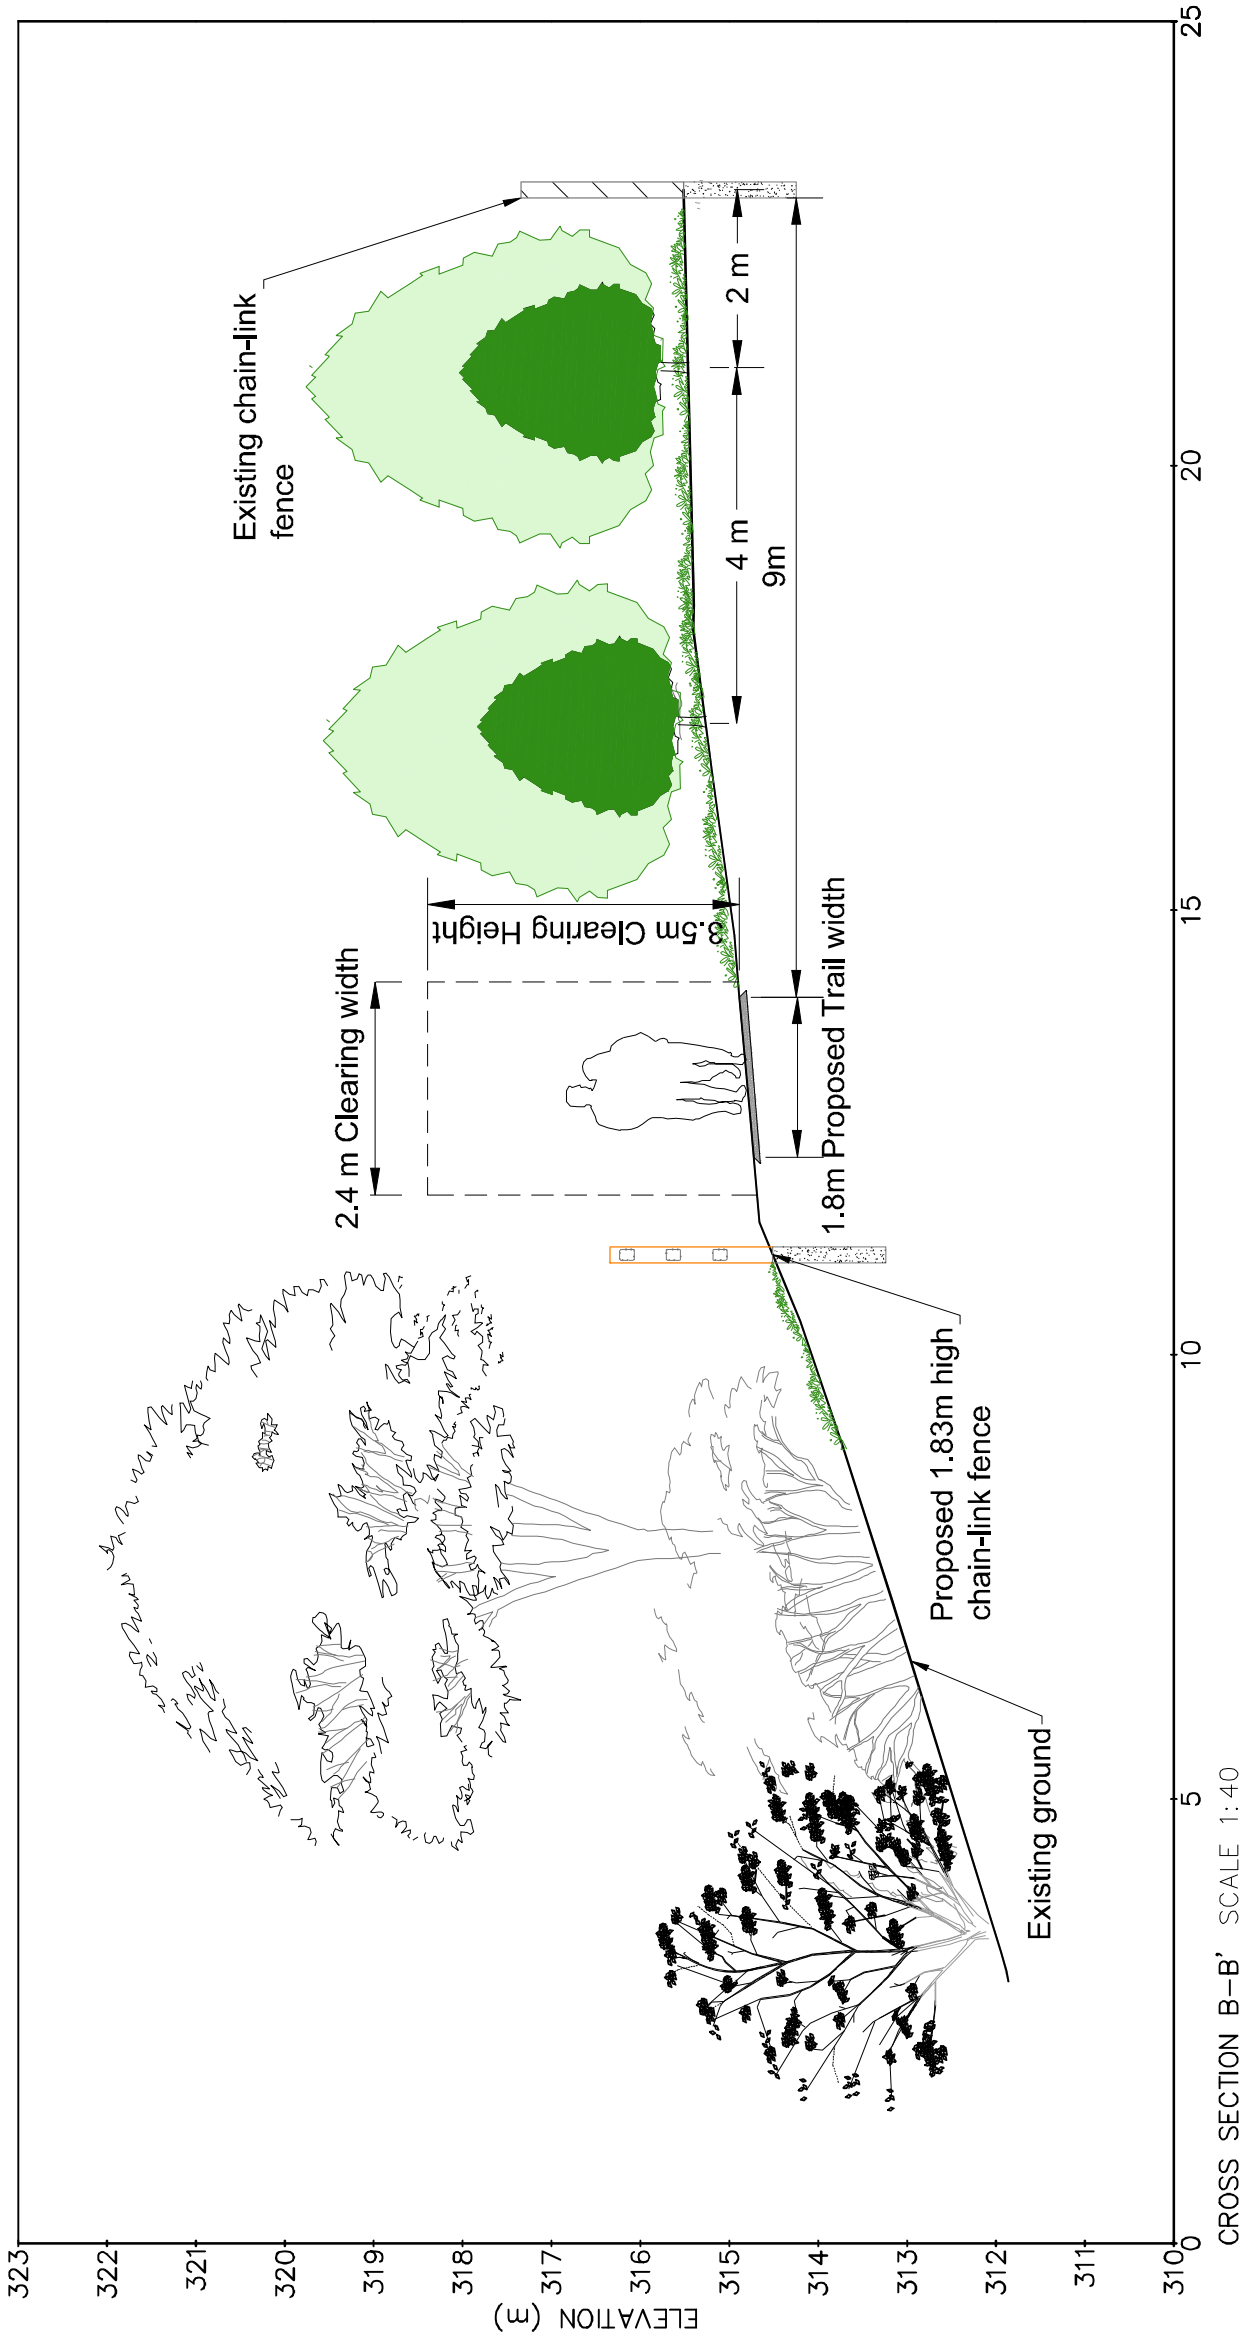 323
322
321
320
319
318
317
316
315
314
313
312
311
310
ELEVATION (m)
0
5
10
15
20
25
Existing chain-link
fence
2.4 m Clearing width
3.5m Clearing Height
2 m
4 m
9m
1.8m Proposed Trail width
Proposed 1.83m high
chain-link fence
Existing ground
CROSS SECTION B-B' SCALE 1:40